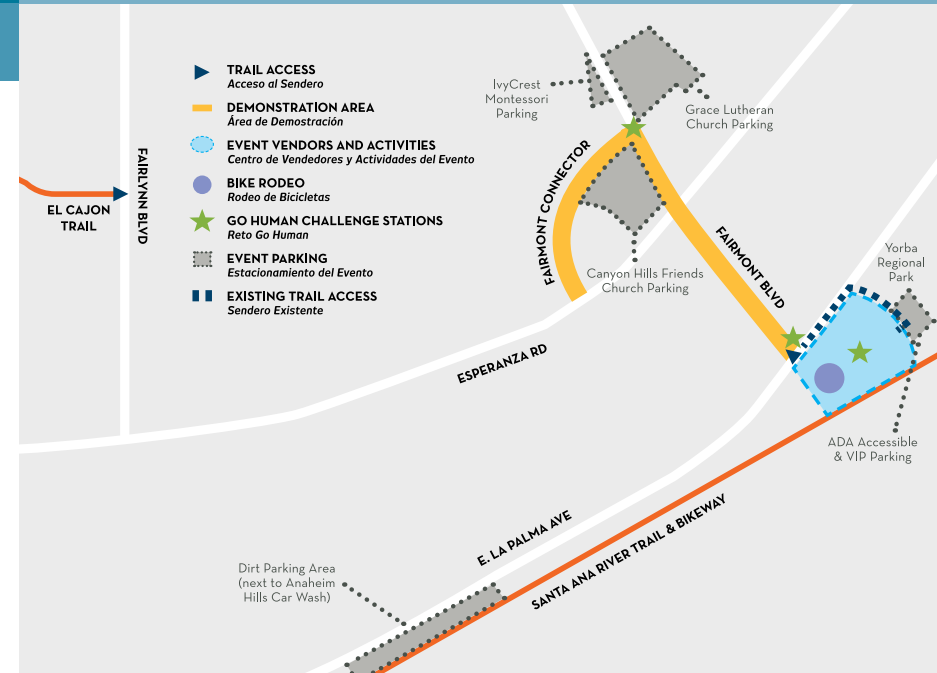 TRAIL ACCESS
Acceso al Sendero
DEMONSTRATION AREA
Área de Demostración
EVENT VENDORS AND ACTIVITIES
Centro de Vendedores y Actividades del Evento
BIKE RODEO
Rodeo de Bicicletas
GO HUMAN CHALLENGE STATIONS
Reto Go Human
EVENT PARKING
Estacionamiento del Evento
EXISTING TRAIL ACCESS
Sendero Existente
FAIRLYNN BLVD
EL CAJON
TRAIL
IvyCrest
Montessori
Parking
Grace Lutheran
Church Parking
FAIRMONT CONNECTOR
Canyon Hills Friends
Church Parking
FAIRMONT BLVD
Yorba
Regional
Park
ESPERANZA RD
ADA Accessible
& VIP Parking
E. LA PALMA AVE
SANTA ANA RIVER TRAIL & BIKEWAY
Dirt Parking Area
(next to Anaheim
Hills Car Wash)